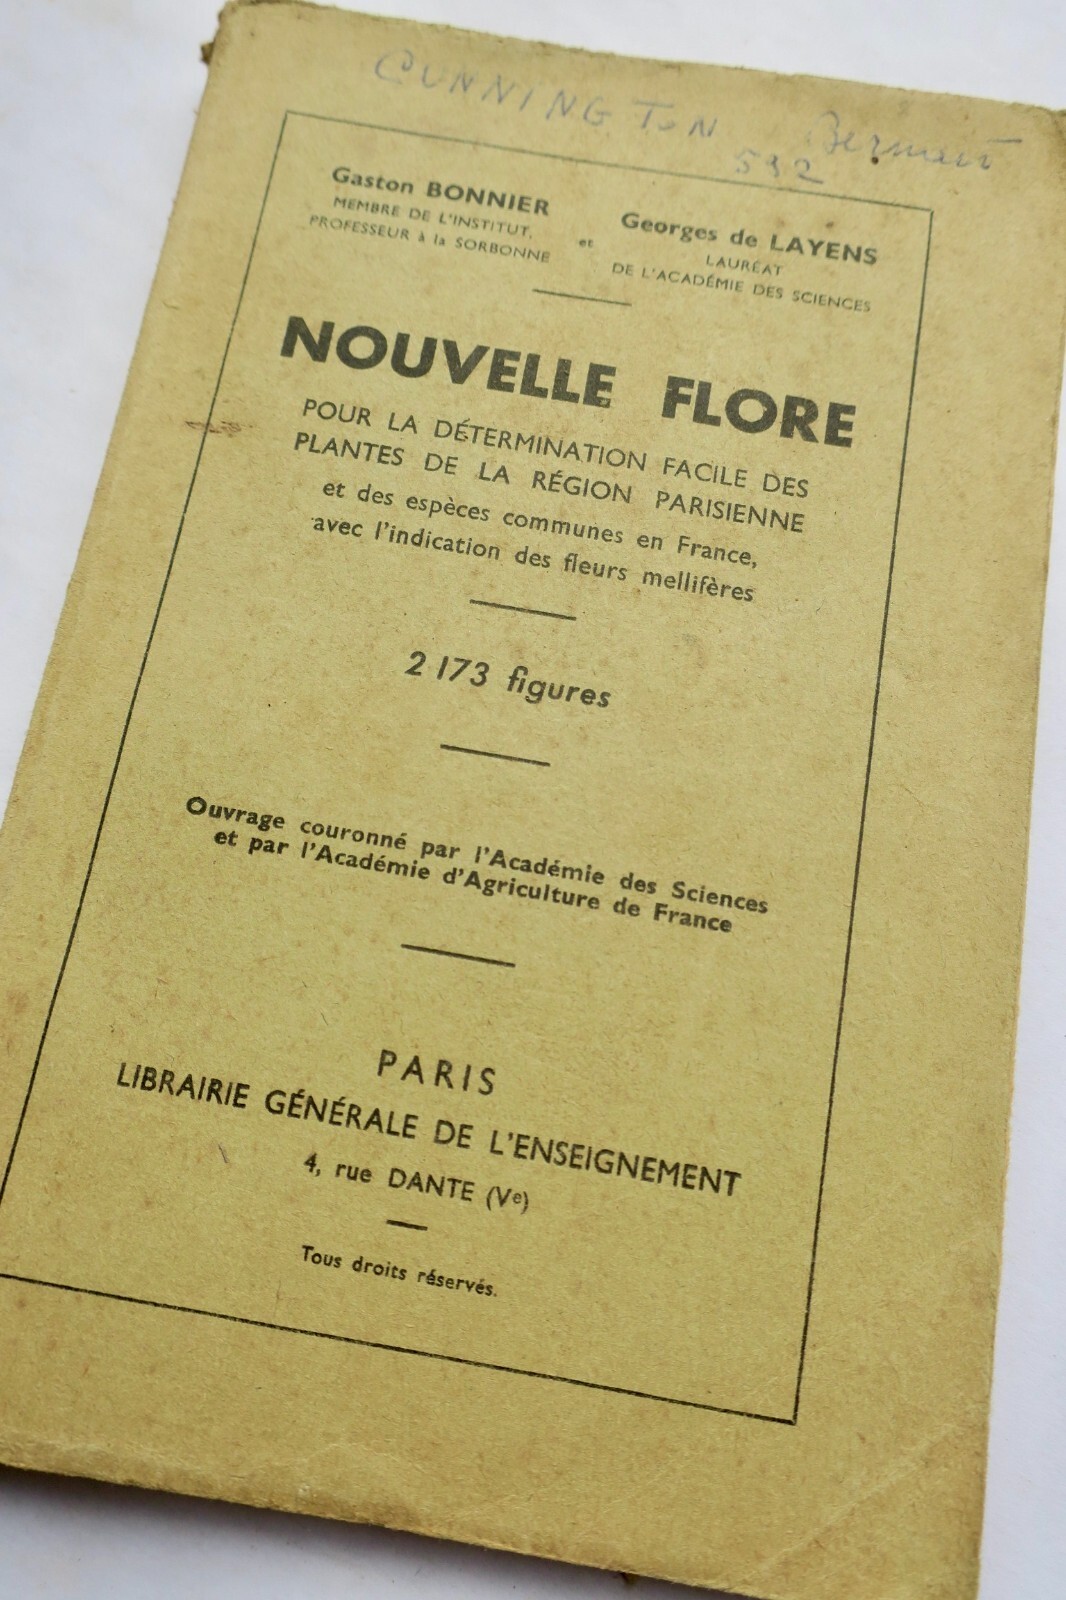 CUNNINGTON
592
Gaston BONNIER
MEMBRE DE L'INSTITUT,
PROFESSEUR à la SORBONNE
et
Georges de LAYENS
LAURÉAT
DE L'ACADÉMIE DES SCIENCES
NOUVELLE FLORE
POUR LA DÉTERMINATION FACILE DES
PLANTES DE LA RÉGION PARISIENNE
et des espèces communes en France,
avec l'indication des fleurs mellifères
2173 figures
Ouvrage couronné par l'Académie des Sciences
et par l'Académie d'Agriculture de France
PARIS
LIBRAIRIE GÉNÉRALE DE L'ENSEIGNEMENT
4, rue DANTE (Ve)
Tous droits réservés.